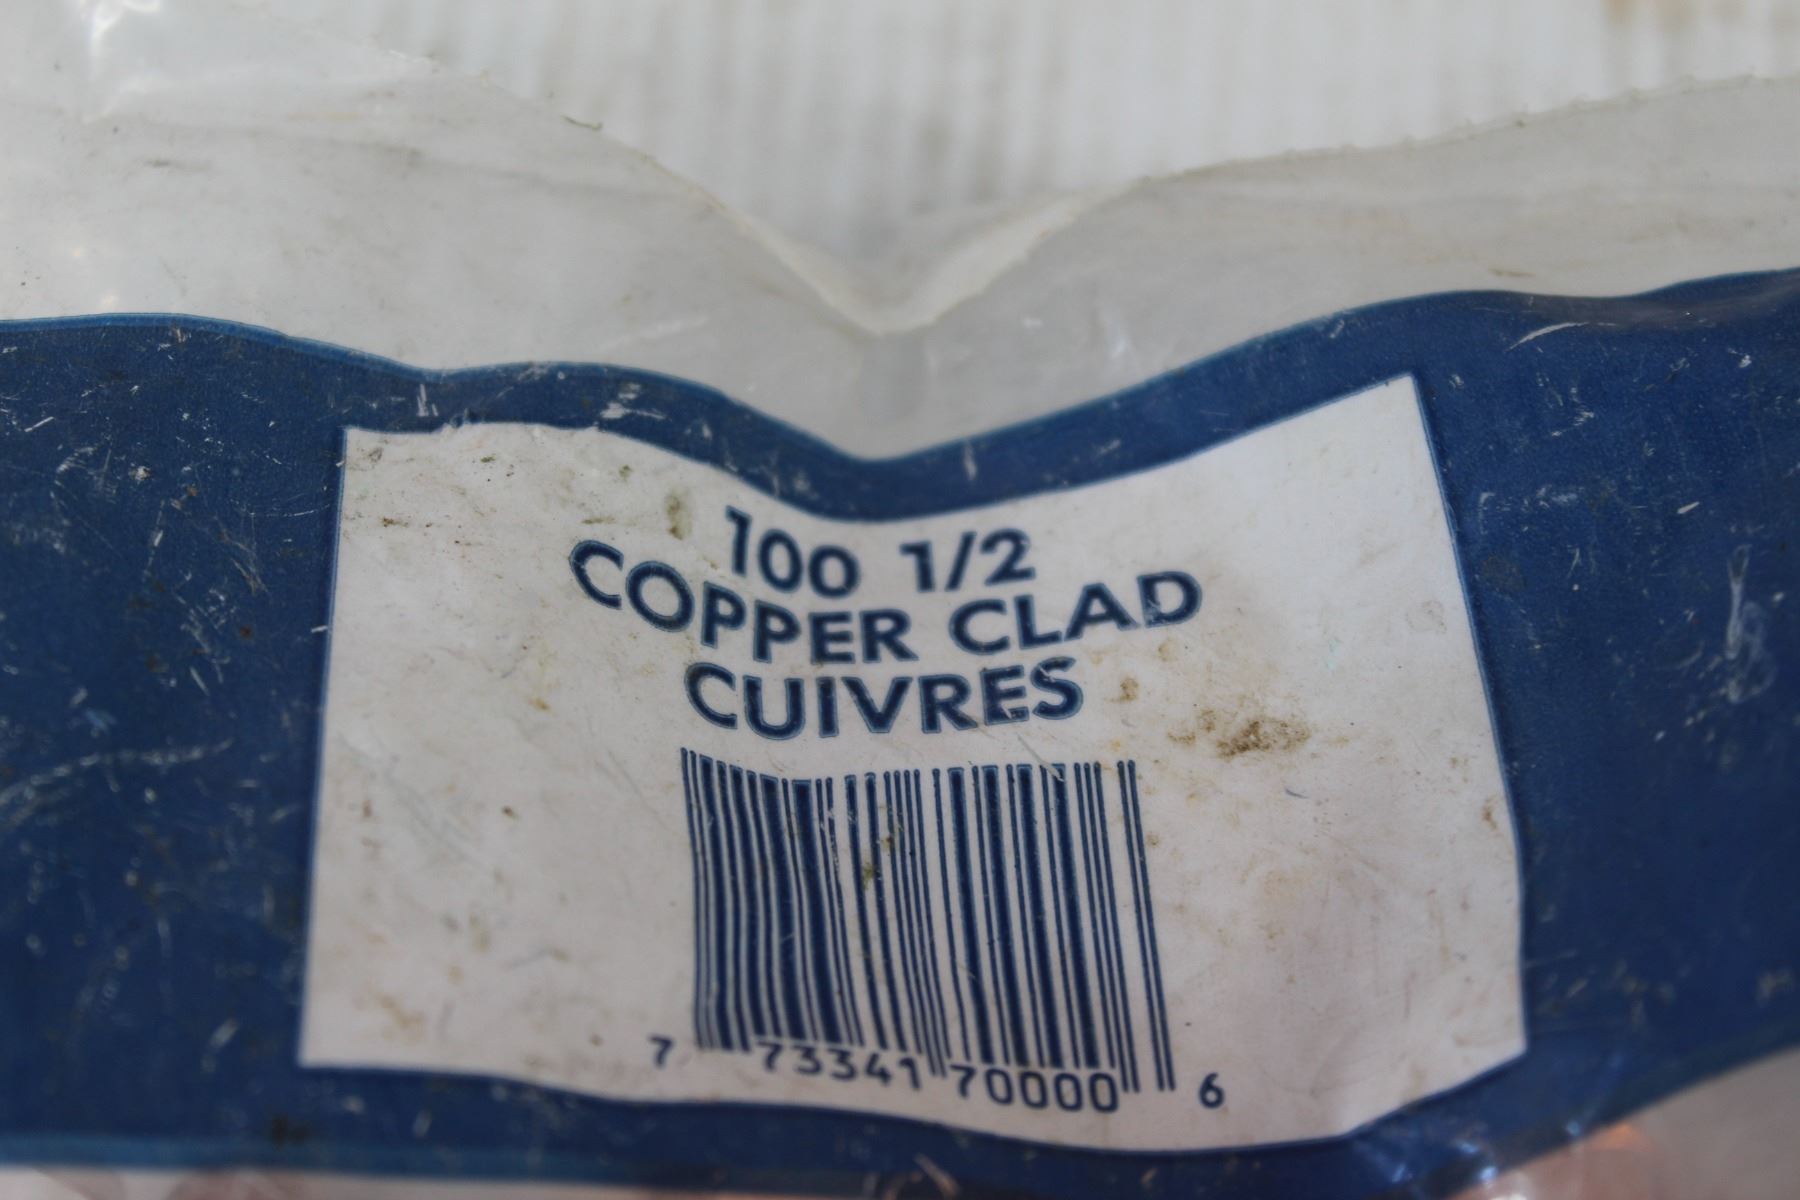 100 1/2
COPPER CLAD
CUIVRES
7 73341 70000 6